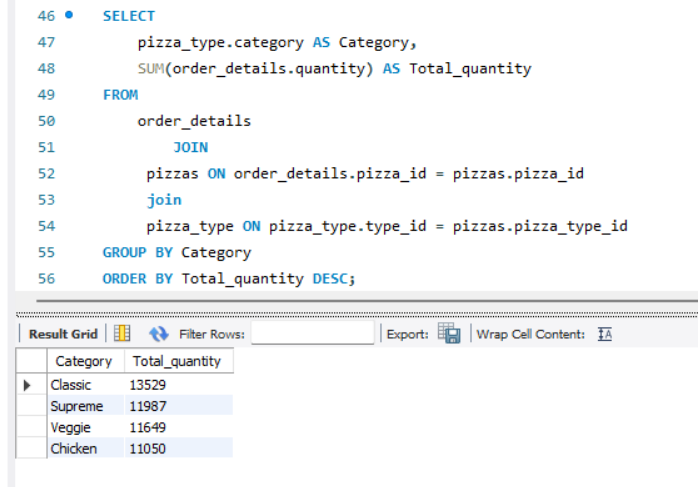 46 SELECT
47 pizza_type.category AS Category,
48 SUM(order_details.quantity) AS Total_quantity
49 FROM
50 order_details
51 JOIN
52 pizzas ON order_details.pizza_id = pizzas.pizza_id
53 join
54 pizza_type ON pizza_type.type_id = pizzas.pizza_type_id
55 GROUP BY Category
56 ORDER BY Total_quantity DESC;
Result Grid Filter Rows: Export: Wrap Cell Content: IA
Category Total_quantity
Classic 13529
Supreme 11987
Veggie 11649
Chicken 11050